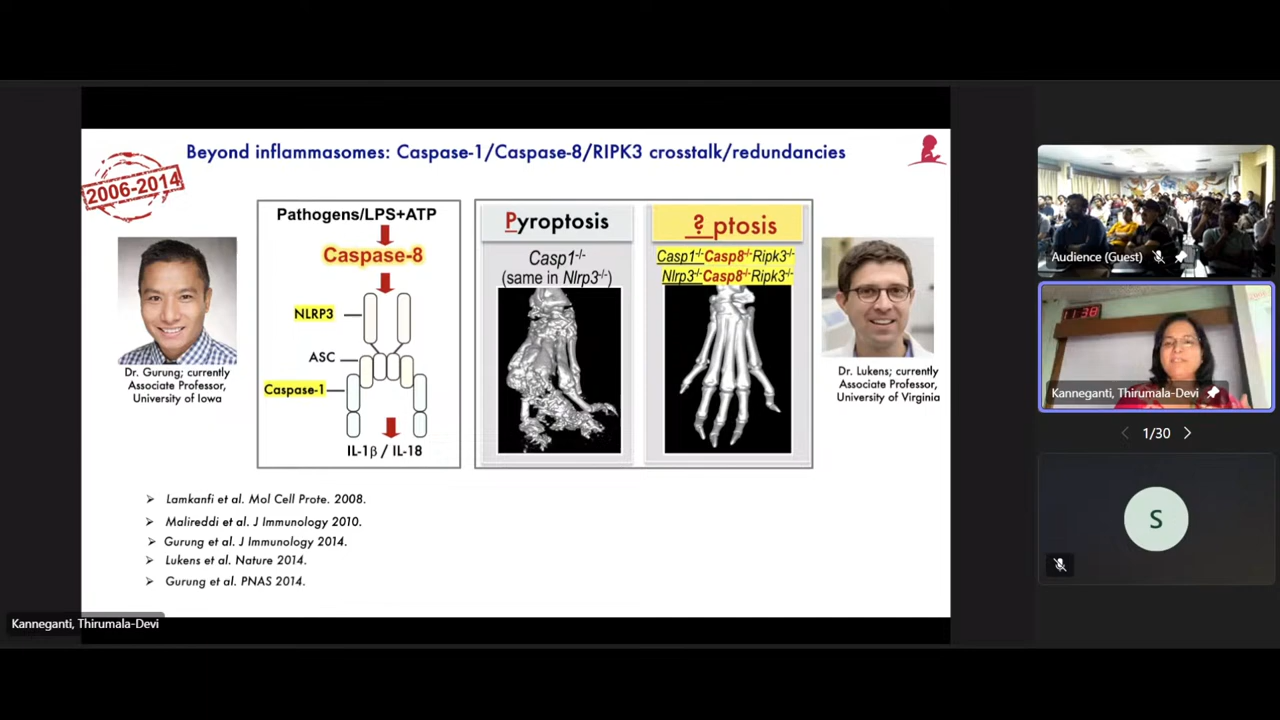 Beyond inflammasomes: Caspase-1/Caspase-8/RIPK3 crosstalk/redundancies
2006-2014
Pathogens/LPS+ATP
Caspase-8
NLRP3
ASC
Caspase-1
IL-1β / IL-18
Pyroptosis
Casp1-/-
(same in Nlrp3-/-)
? ptosis
Casp1-/-Casp8-/-Ripk3-/-
Nlrp3-/-Casp8-/-Ripk3-/-
Dr. Gurung; currently
Associate Professor,
University of Iowa
Dr. Lukens; currently
Associate Professor,
University of Virginia
Lamkanfi et al. Mol Cell Prote. 2008.
Malireddi et al. J Immunology 2010.
Gurung et al. J Immunology 2014.
Lukens et al. Nature 2014.
Gurung et al. PNAS 2014.
Kanneganti, Thirumala-Devi
Audience (Guest)
11:38
Kanneganti, Thirumala-Devi
1/30
S